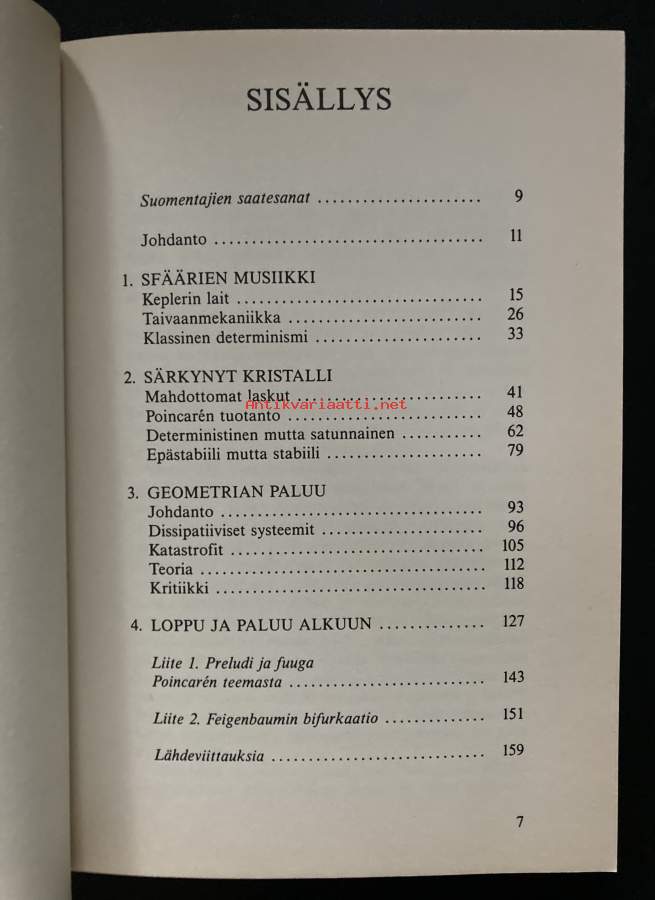 SISÄLLYS
Suomentajien saatesanat ...................... 9
Johdanto .................................... 11
1. SFÄÄRIEN MUSIIKKI
Keplerin lait ................................. 15
Taivaanmekaniikka .......................... 26
Klassinen determinismi ...................... 33
2. SÄRKYNYT KRISTALLI
Mahdottomat laskut ......................... 41
Antikvariaatti.net
Poincarén tuotanto .......................... 48
Deterministinen mutta satunnainen ........... 62
Epästabiili mutta stabiili ..................... 79
3. GEOMETRIAN PALUU
Johdanto ................................... 93
Dissipatiiviset systeemit ...................... 96
Katastrofit .................................. 105
Teoria ...................................... 112
Kritiikki .................................... 118
4. LOPPU JA PALUU ALKUUN .............. 127
Liite 1. Preludi ja fuuga
Poincarén teemasta .......................... 143
Liite 2. Feigenbaumin bifurkaatio ............. 151
Lähdeviittauksia ............................. 159
7